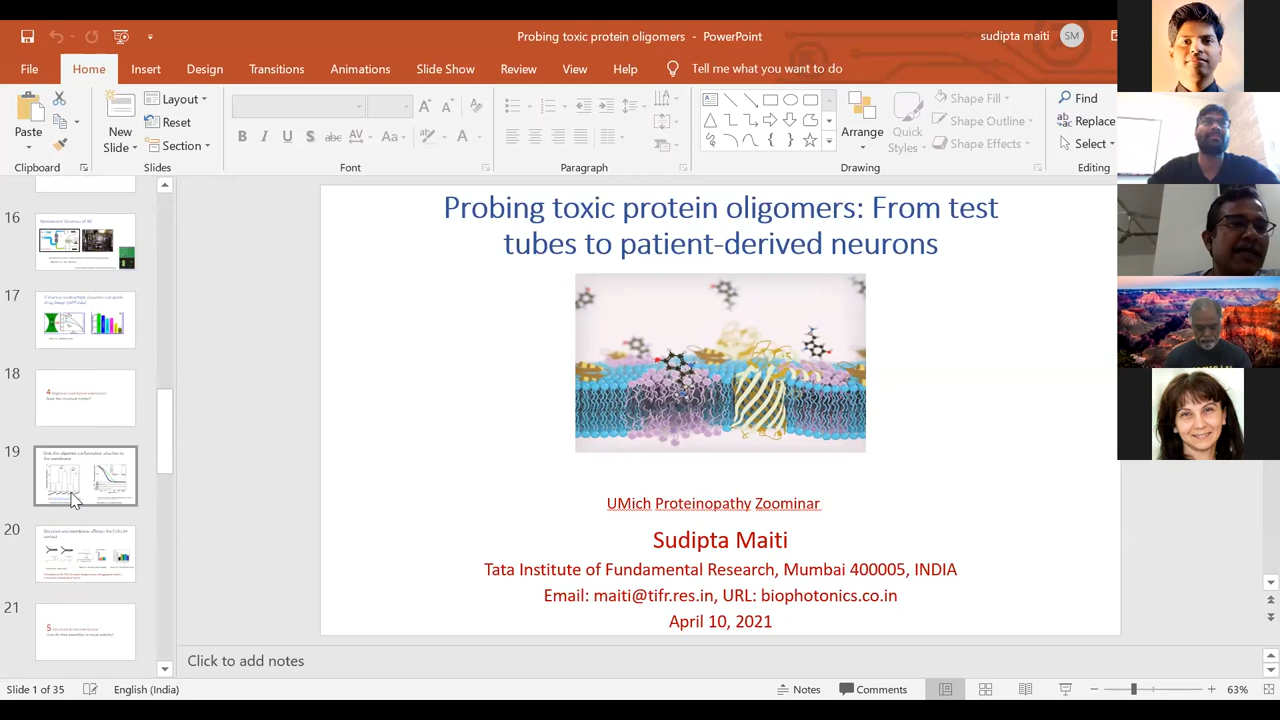 Probing toxic protein oligomers - PowerPoint
sudipta maiti
SM
File
Home
Insert
Design
Transitions
Animations
Slide Show
Review
View
Help
Tell me what you want to do
Paste
Clipboard
New
Slide
Layout
Reset
Section
Slides
B I U S abc AV Aa A
Font
Paragraph
Arrange
Quick
Styles
Shape Fill
Shape Outline
Shape Effects
Drawing
Find
Replace
Select
Editing
16
17
18
19
20
21
Probing toxic protein oligomers: From test
tubes to patient-derived neurons
UMich Proteinopathy Zoominar
Sudipta Maiti
Tata Institute of Fundamental Research, Mumbai 400005, INDIA
Email: maiti@tifr.res.in, URL: biophotonics.co.in
April 10, 2021
Click to add notes
Slide 1 of 35
English (India)
Notes
Comments
63%